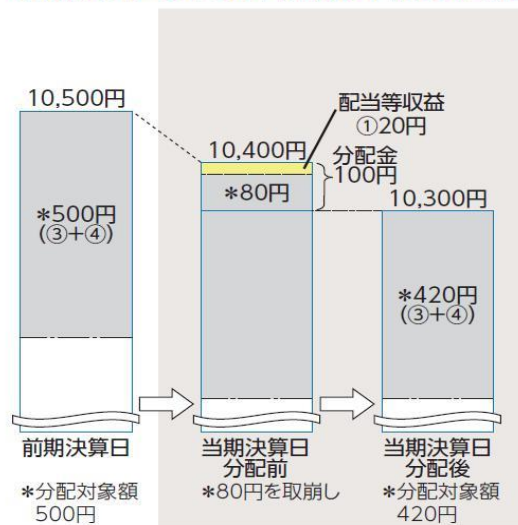 10,500円
*500円
(③+④)
前期決算日
*分配対象額
500円
配当等収益
①20円
10,400円
分配金
100円
*80円
当期決算日
分配前
*80円を取崩し
10,300円
*420円
(③+④)
当期決算日
分配後
*分配対象額
420円